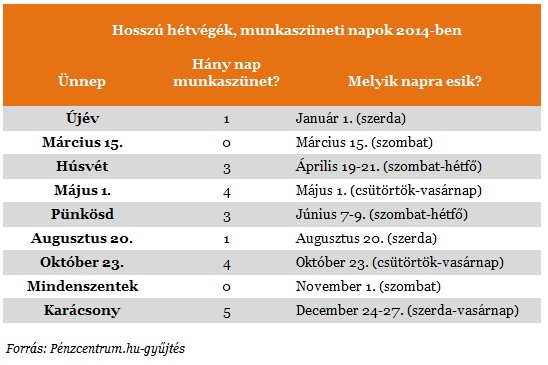 Hosszú hétvégék, munkaszüneti napok 2014-ben
Ünnep Hány nap munkaszünet? Melyik napra esik?
Újév 1 Január 1. (szerda)
Március 15. 0 Március 15. (szombat)
Húsvét 3 Április 19-21. (szombat-hétfő)
Május 1. 4 Május 1. (csütörtök-vasárnap)
Pünkösd 3 Június 7-9. (szombat-hétfő)
Augusztus 20. 1 Augusztus 20. (szerda)
Október 23. 4 Október 23. (csütörtök-vasárnap)
Mindenszentek 0 November 1. (szombat)
Karácsony 5 December 24-27. (szerda-vasárnap)
Forrás: Pénzcentrum.hu-gyűjtés